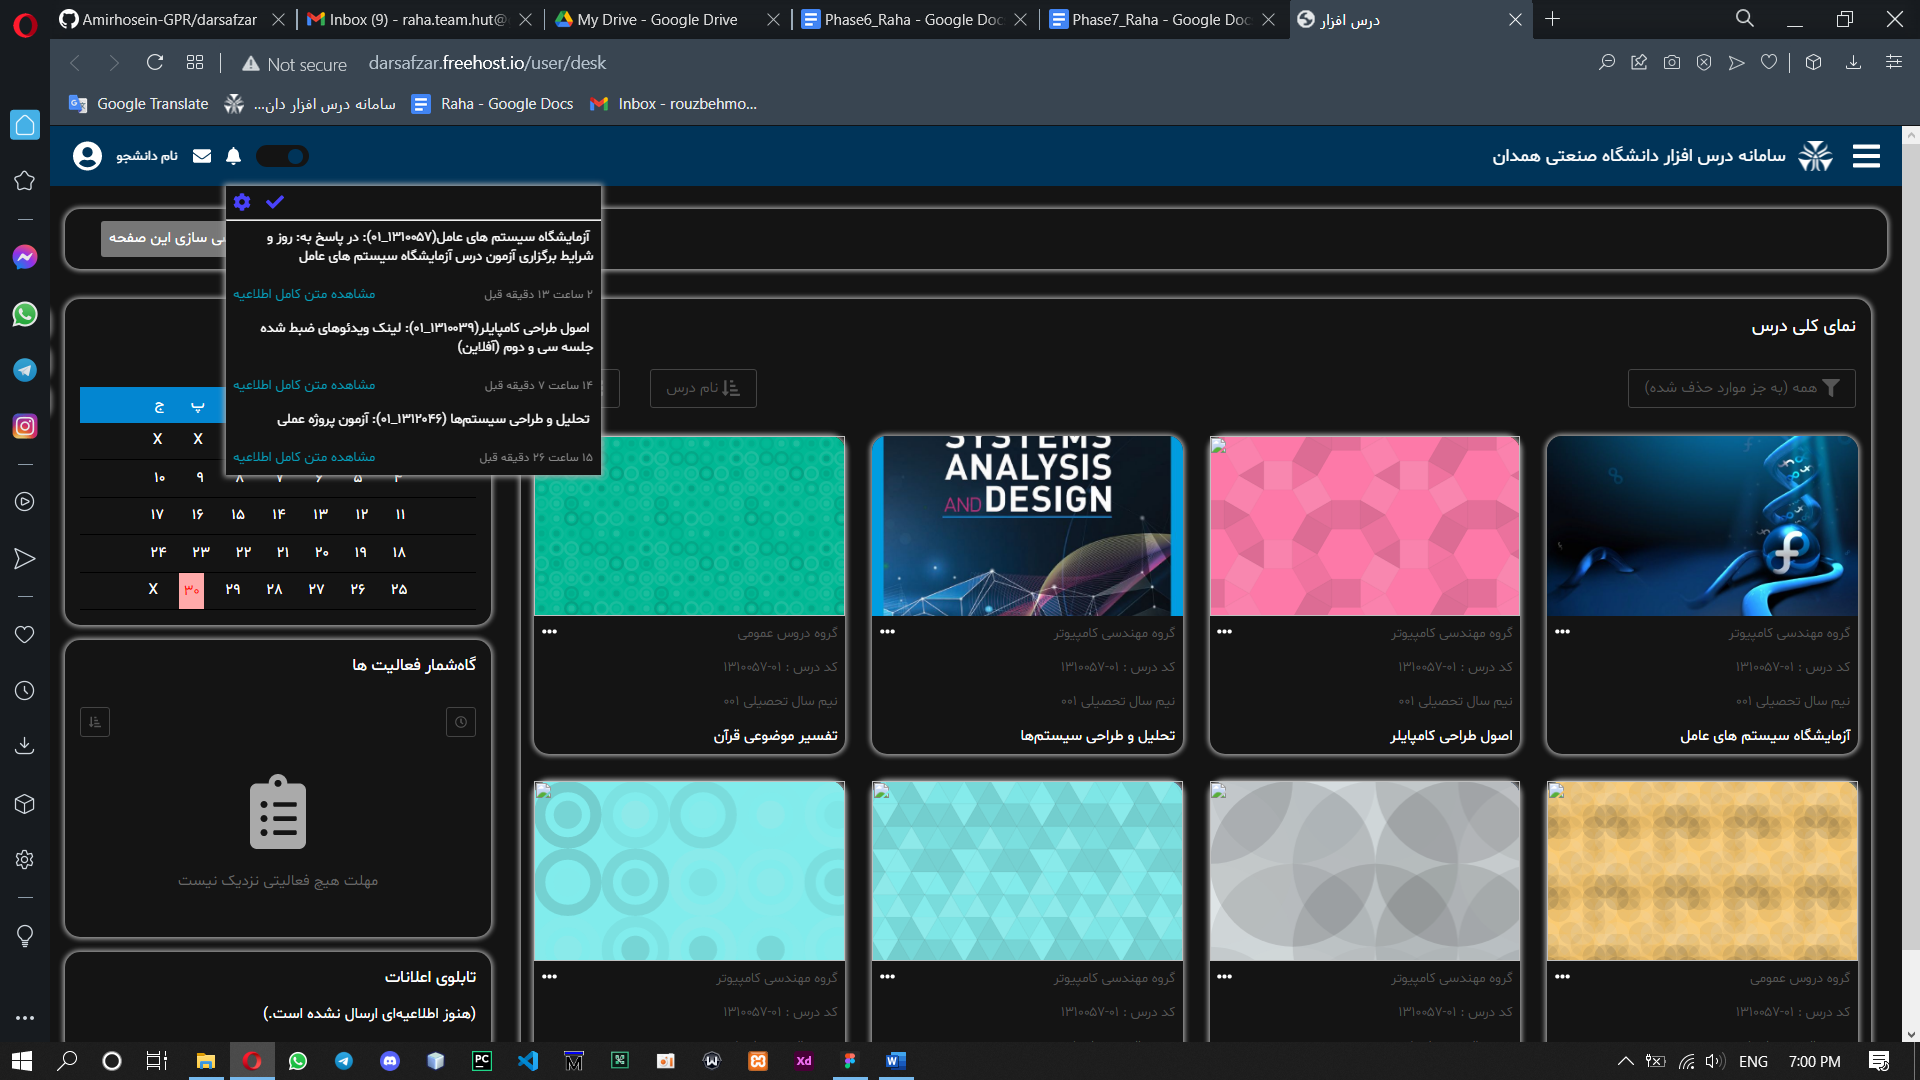 Amirhosein-GPR/darsafzar
Inbox (9) - raha.team.hut@
My Drive - Google Drive
Phase6_Raha - Google Doc
Phase7_Raha - Google Doc
درس افزار
Not secure
darsafzar.freehost.io/user/desk
Google Translate
سامانه درس افزار دان...
Raha - Google Docs
Inbox - rouzbehmo...
سامانه درس افزار دانشگاه صنعتی همدان
نام دانشجو
ی سازی این صفحه
آزمایشگاه سیستم های عامل(۱۳۱۰۰۵۷_۰۱): در پاسخ به: روز و
شرایط برگزاری آزمون درس آزمایشگاه سیستم های عامل
۲ ساعت ۱۳ دقیقه قبل
مشاهده متن کامل اطلاعیه
اصول طراحی کامپایلر(۱۳۱۰۰۳۹_۰۱): لینک ویدئوهای ضبط شده
جلسه سی و دوم (آفلاین)
۱۴ ساعت ۷ دقیقه قبل
مشاهده متن کامل اطلاعیه
تحلیل و طراحی سیستم‌ها (۱۳۱۲۰۴۶_۰۱): آزمون پروژه عملی
۱۵ ساعت ۲۶ دقیقه قبل
مشاهده متن کامل اطلاعیه
نمای کلی درس
همه (به جز موارد حذف شده)
نام درس
SYSTEMS
ANALYSIS
AND DESIGN
گروه مهندسی کامپیوتر
کد درس : ۰۱-۱۳۱۰۰۵۷
نیم سال تحصیلی ۰۰۱
آزمایشگاه سیستم های عامل
گروه مهندسی کامپیوتر
کد درس : ۰۱-۱۳۱۰۰۵۷
نیم سال تحصیلی ۰۰۱
اصول طراحی کامپایلر
گروه مهندسی کامپیوتر
کد درس : ۰۱-۱۳۱۰۰۵۷
نیم سال تحصیلی ۰۰۱
تحلیل و طراحی سیستم‌ها
گروه دروس عمومی
کد درس : ۰۱-۱۳۱۰۰۵۷
نیم سال تحصیلی ۰۰۱
تفسیر موضوعی قرآن
گروه دروس عمومی
کد درس : ۰۱-۱۳۱۰۰۵۷
گروه مهندسی کامپیوتر
کد درس : ۰۱-۱۳۱۰۰۵۷
گروه مهندسی کامپیوتر
کد درس : ۰۱-۱۳۱۰۰۵۷
گروه مهندسی کامپیوتر
کد درس : ۰۱-۱۳۱۰۰۵۷
پ ج
X X
۴ ۵ ۶ ۷ ۸ ۹ ۱۰
۱۱ ۱۲ ۱۳ ۱۴ ۱۵ ۱۶ ۱۷
۱۸ ۱۹ ۲۰ ۲۱ ۲۲ ۲۳ ۲۴
۲۵ ۲۶ ۲۷ ۲۸ ۲۹ ۳۰ X
گاه‌شمار فعالیت ها
مهلت هیچ فعالیتی نزدیک نیست
تابلوی اعلانات
(هنوز اطلاعیه‌ای ارسال نشده است.)
PC
Xd
ENG
7:00 PM